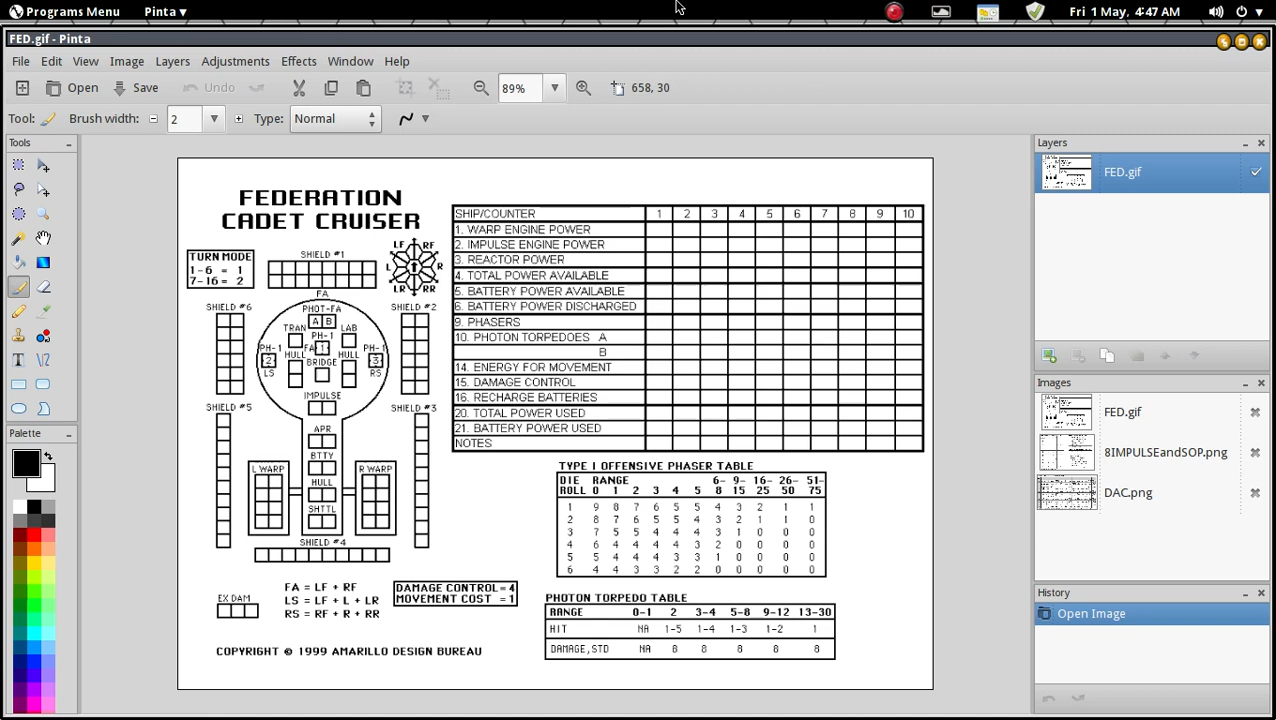 Programs Menu Pinta ▾ Fri 1 May, 4:47 AM
FED.gif - Pinta
File Edit View Image Layers Adjustments Effects Window Help
Open Save Undo 89% 658, 30
Tool: Brush width: 2 Type: Normal
Tools
Palette
FEDERATION
CADET CRUISER
TURN MODE
1-6 = 1
7-16 = 2
SHIELD #1
LF RF
L R
LR RR
FA
SHIELD #6
PHOT-FA
SHIELD #2
A B
TRAN LAB
PH-1
PH-1 FA 1 PH-1
2 HULL HULL 3
LS BRIDGE RS
IMPULSE
SHIELD #5
SHIELD #3
APR
BTTY
L WARP R WARP
HULL
SHTTL
SHIELD #4
EX DAM
FA = LF + RF
LS = LF + L + LR
RS = RF + R + RR
DAMAGE CONTROL = 4
MOVEMENT COST = 1
COPYRIGHT © 1999 AMARILLO DESIGN BUREAU
SHIP/COUNTER 1 2 3 4 5 6 7 8 9 10
1. WARP ENGINE POWER
2. IMPULSE ENGINE POWER
3. REACTOR POWER
4. TOTAL POWER AVAILABLE
5. BATTERY POWER AVAILABLE
6. BATTERY POWER DISCHARGED
9. PHASERS
10. PHOTON TORPEDOES A
B
14. ENERGY FOR MOVEMENT
15. DAMAGE CONTROL
16. RECHARGE BATTERIES
20. TOTAL POWER USED
21. BATTERY POWER USED
NOTES
TYPE I OFFENSIVE PHASER TABLE
DIE RANGE 6- 9- 16- 26- 51-
ROLL 0 1 2 3 4 5 8 15 25 50 75
1 9 8 7 6 5 5 4 3 2 1 1
2 8 7 6 5 5 4 3 2 1 1 0
3 7 5 5 4 4 4 3 1 0 0 0
4 6 4 4 4 4 3 2 0 0 0 0
5 5 4 4 4 3 3 1 0 0 0 0
6 4 4 3 3 2 2 0 0 0 0 0
PHOTON TORPEDO TABLE
RANGE 0-1 2 3-4 5-8 9-12 13-30
HIT NA 1-5 1-4 1-3 1-2 1
DAMAGE,STD NA 8 8 8 8 8
Layers
FED.gif
Images
FED.gif
8IMPULSEandSOP.png
DAC.png
History
Open Image